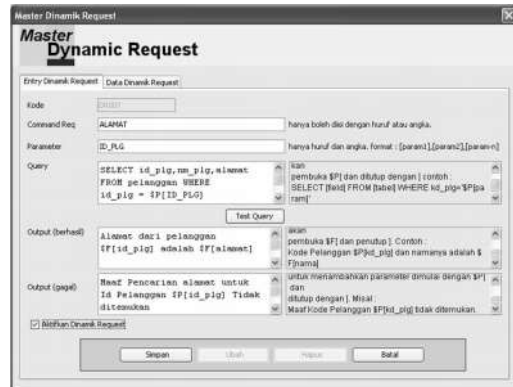 Master Dinamik Request
Master
Dynamic Request
Entry Dinamik Request Data Dinamik Request
Kode
Command Req ALAMAT hanya boleh diisi dengan huruf atau angka.
Parameter ID_PLG hanya huruf dan angka. format : [param1],[param2],[param-n]
Query
SELECT id_plg,nm_plg,alamat
FROM pelanggan WHERE
id_plg = $P[ID_PLG}
kan
pembuka $P[ dan ditutup dengan ] contoh :
SELECT [field] FROM [tabel] WHERE kd_plg='$P[pa
ram]'
Test Query
Output (berhasil)
Alamat dari pelanggan
$F[id_plg] adalah $F[alamat]
akan
pembuka $F[ dan penutup ]. Contoh :
Kode Pelanggan $P[kd_plg] dan namanya adalah $
F[nama]
Output (gagal)
Maaf Pencarian alamat untuk
Id Pelanggan $P[id_plg] Tidak
ditemukan
untuk menambahkan parameter dimulai dengan $P[
dan
ditutup dengan ]. Misal :
Maaf Kode Pelanggan $P[kd_plg] tidak ditemukan.
Aktifkan Dinamik Request
Simpan Ubah Hapus Batal